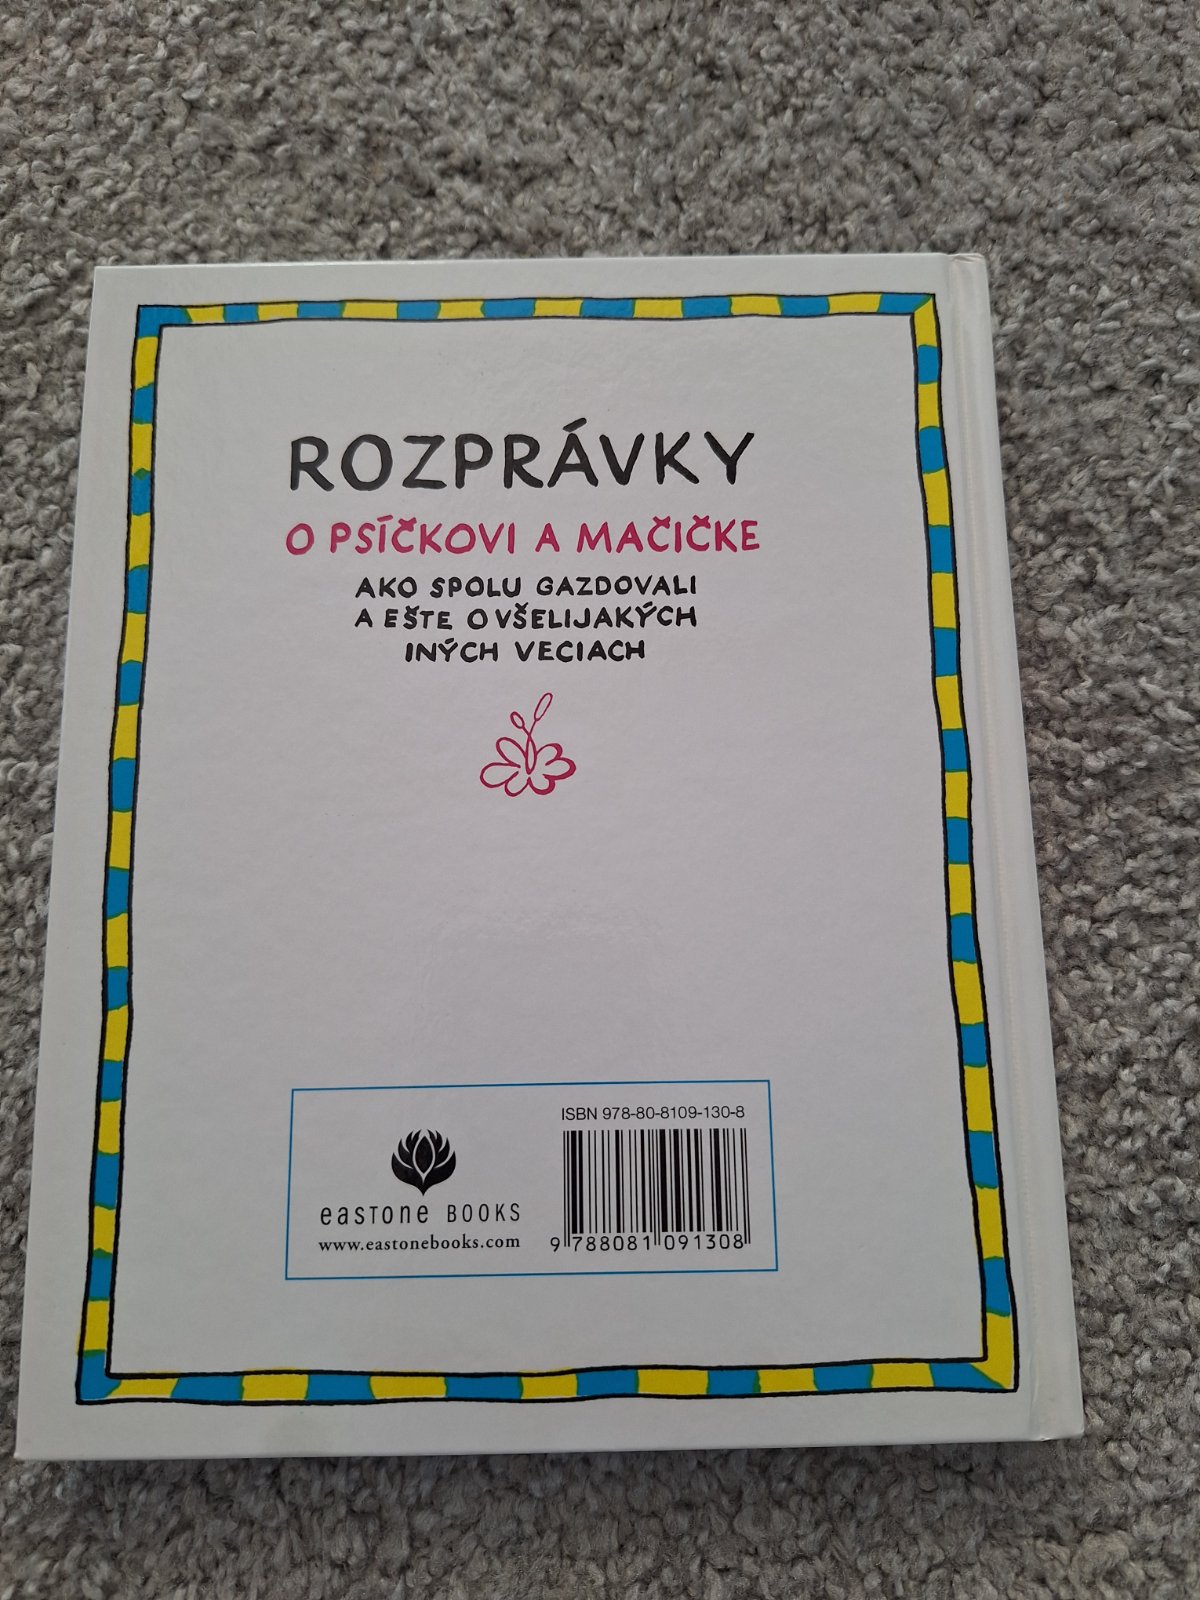 ROZPRÁVKY
O PSÍČKOVI A MAČIČKE
AKO SPOLU GAZDOVALI
A EŠTE O VŠELIJAKÝCH
INÝCH VECIACH
eastone BOOKS
www.eastonebooks.com
ISBN 978-80-8109-130-8
9 788081 091308